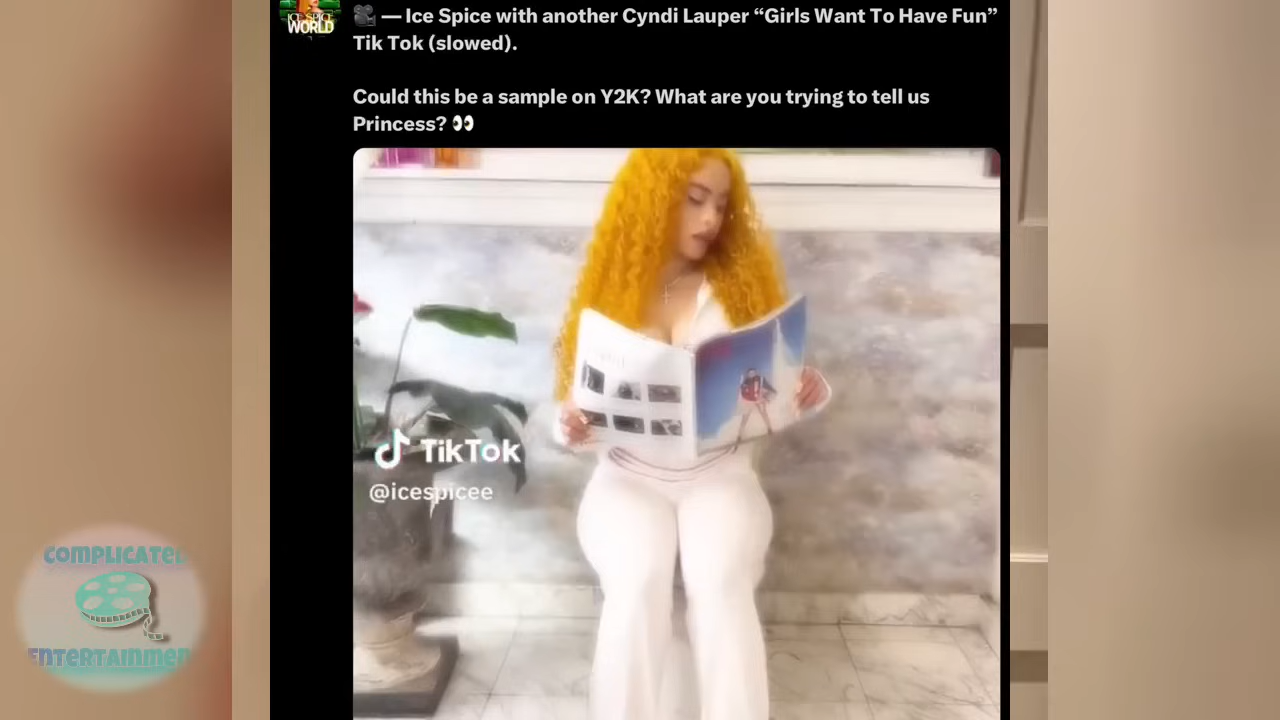 ICE SPICE
WORLD
🎥 — Ice Spice with another Cyndi Lauper “Girls Want To Have Fun”
Tik Tok (slowed).
Could this be a sample on Y2K? What are you trying to tell us
Princess? 👀
TikTok
@icespicee
COMPLICATED
ENTERTAINMEN